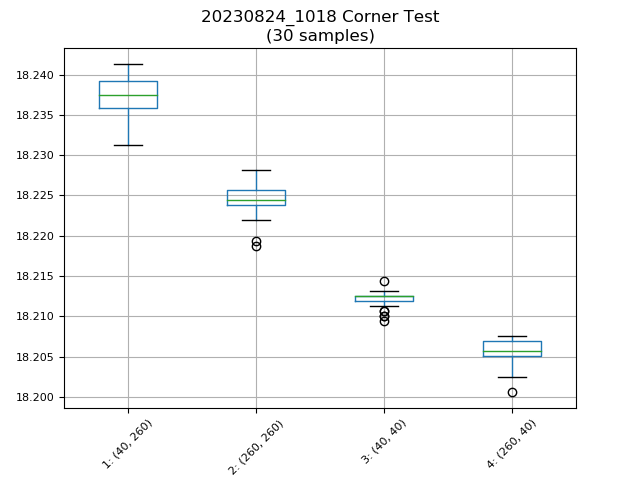 20230824_1018 Corner Test
(30 samples)
18.240
18.235
18.230
18.225
18.220
18.215
18.210
18.205
18.200
1: (40, 260)
2: (260, 260)
3: (40, 40)
4: (260, 40)